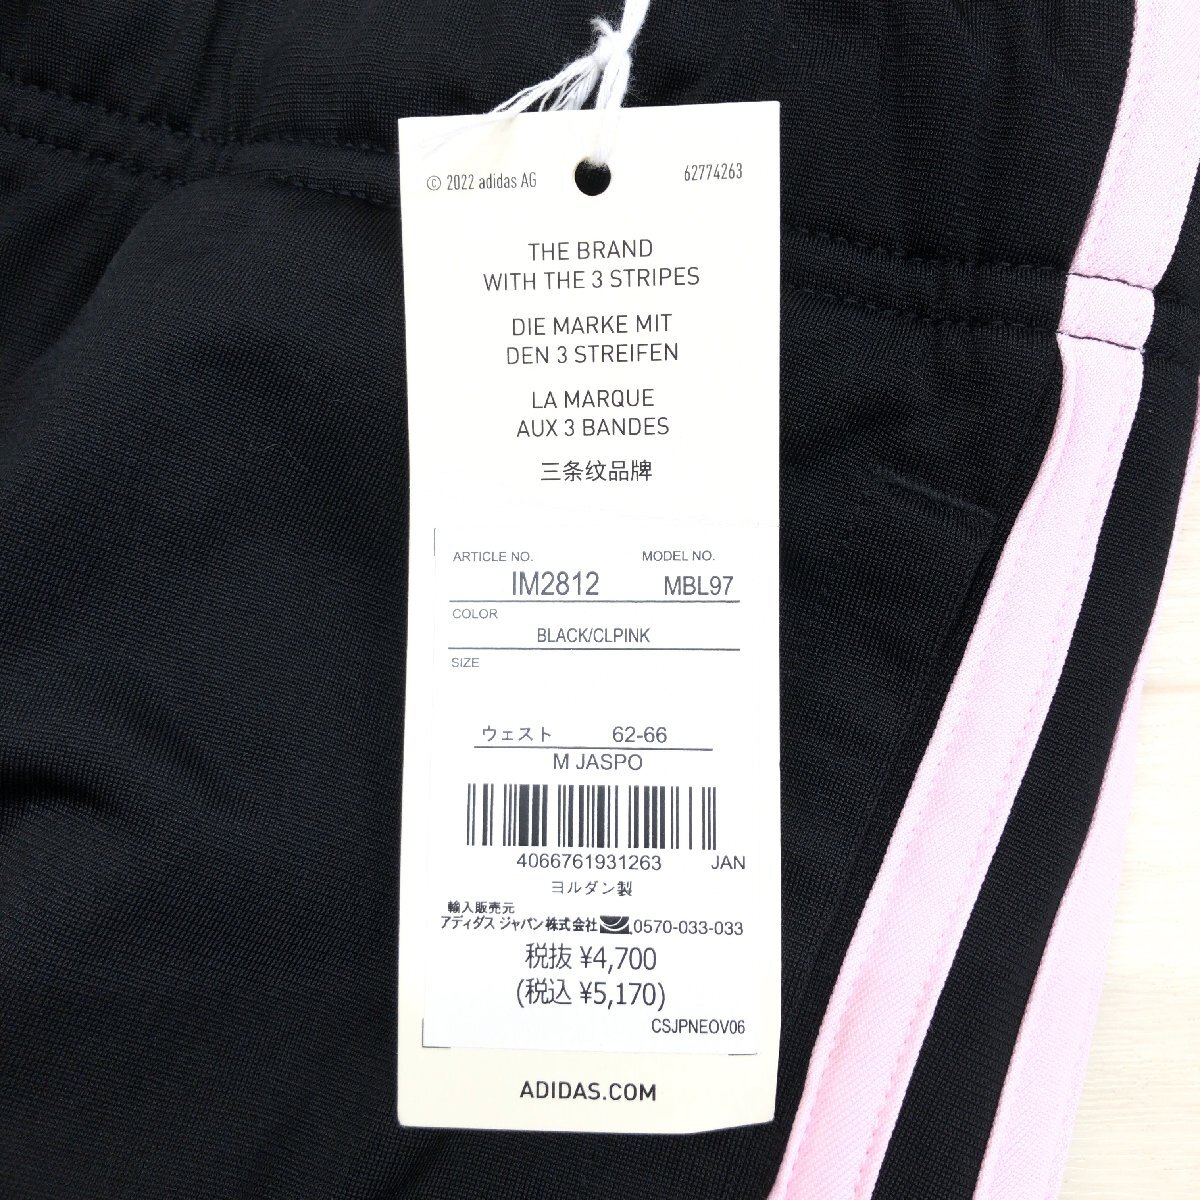 © 2022 adidas AG 62774263
THE BRAND
WITH THE 3 STRIPES
DIE MARKE MIT
DEN 3 STREIFEN
LA MARQUE
AUX 3 BANDES
三条纹品牌
ARTICLE NO. MODEL NO.
IM2812 MBL97
COLOR
BLACK/CLPINK
SIZE
ウェスト 62-66
M JASPO
4066761931263 JAN
ヨルダン製
輸入販売元
アディダス ジャパン株式会社 0570-033-033
税抜 ¥4,700
(税込 ¥5,170)
CSJPNEOV06
ADIDAS.COM